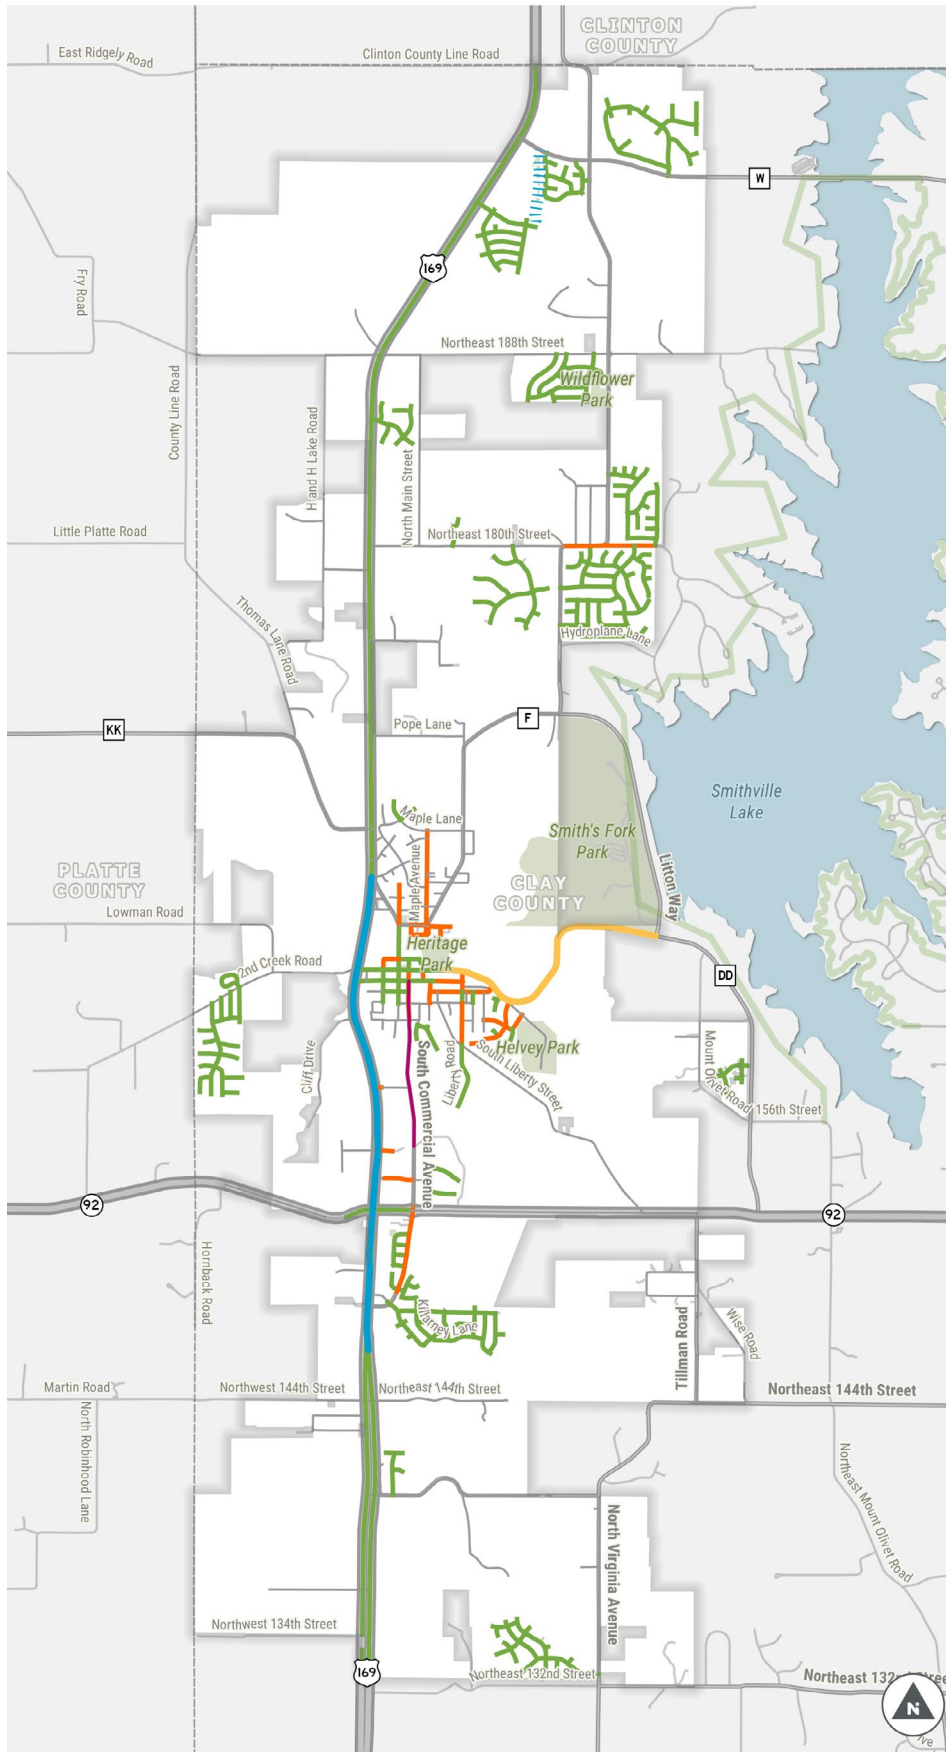 CLINTON
COUNTY
East Ridgely Road
Clinton County Line Road
W
169
Fry Road
Northeast 188th Street
Wildflower
Park
County Line Road
H and H Lake Road
North Main Street
Little Platte Road
Northeast 180th Street
Thomas Lane Road
Hydroplane Lane
KK
F
Pope Lane
Smithville
Lake
Maple Lane
Smith's Fork
Park
Maple Avenue
PLATTE
COUNTY
CLAY
COUNTY
Litton Way
Lowman Road
Heritage
Park
2nd Creek Road
DD
Cliff Drive
South Commercial Avenue
Liberty Road
Helvey Park
South Liberty Street
Mount Olivet Road
156th Street
92
92
Hornback Road
Killarney Lane
Tillman Road
Wise Road
Martin Road
Northwest 144th Street
Northeast 144th Street
Northeast 144th Street
North Robinhood Lane
Northeast Mount Olivet Road
North Virginia Avenue
Northwest 134th Street
169
Northeast 132nd Street
Northeast 132nd Street
N